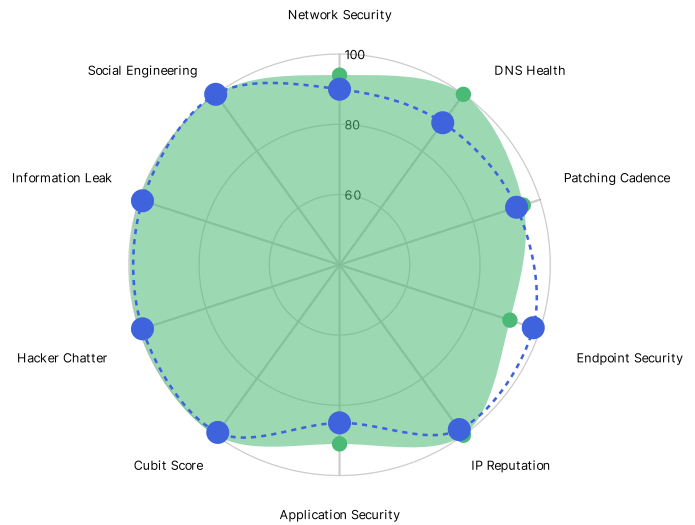 Network Security
100
Social Engineering
DNS Health
80
Information Leak
Patching Cadence
60
Hacker Chatter
Endpoint Security
Cubit Score
IP Reputation
Application Security